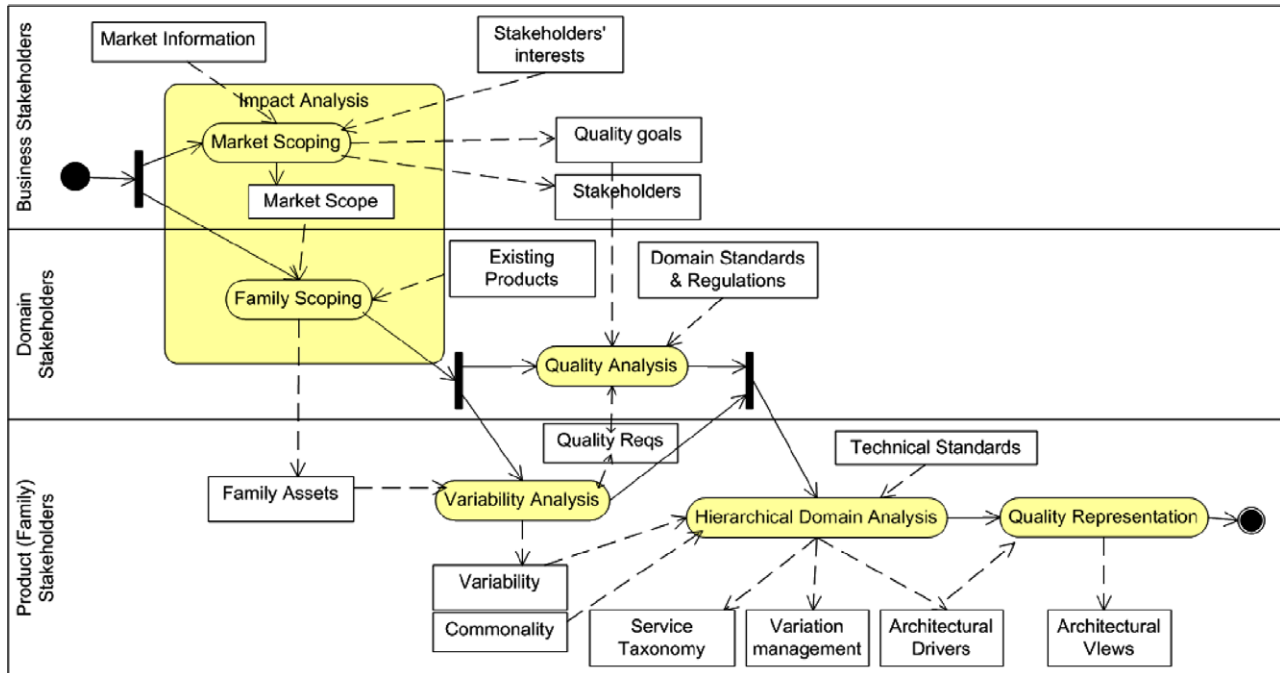 Business Stakeholders
Market Information
Stakeholders'
interests
Impact Analysis
Market Scoping
Quality goals
Stakeholders
Market Scope
Domain
Stakeholders
Existing
Products
Domain Standards
& Regulations
Family Scoping
Quality Analysis
Product (Family)
Stakeholders
Quality Reqs
Technical Standards
Family Assets
Variability Analysis
Hierarchical Domain Analysis
Quality Representation
Variability
Commonality
Service
Taxonomy
Variation
management
Architectural
Drivers
Architectural
VIews